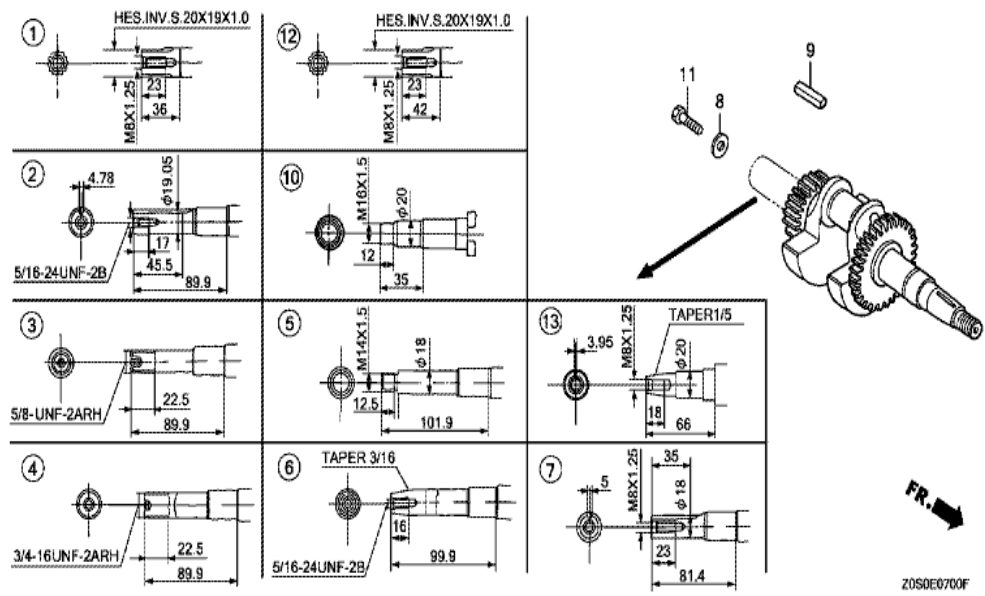 1
HES.INV.S.20X19X1.0
M8X1.25
23
36
12
HES.INV.S.20X19X1.0
M8X1.25
23
42
11
8
9
2
4.78
ϕ19.05
17
5/16-24UNF-2B
45.5
89.9
10
M16X1.5
ϕ20
12
35
3
5/8-UNF-2ARH
22.5
89.9
5
M14X1.5
ϕ18
12.5
101.9
13
3.95
M8X1.25
TAPER1/5
ϕ20
18
66
4
3/4-16UNF-2ARH
22.5
89.9
6
TAPER 3/16
16
5/16-24UNF-2B
99.9
7
5
M8X1.25
35
ϕ18
23
81.4
FR.
Z0S0E0700F